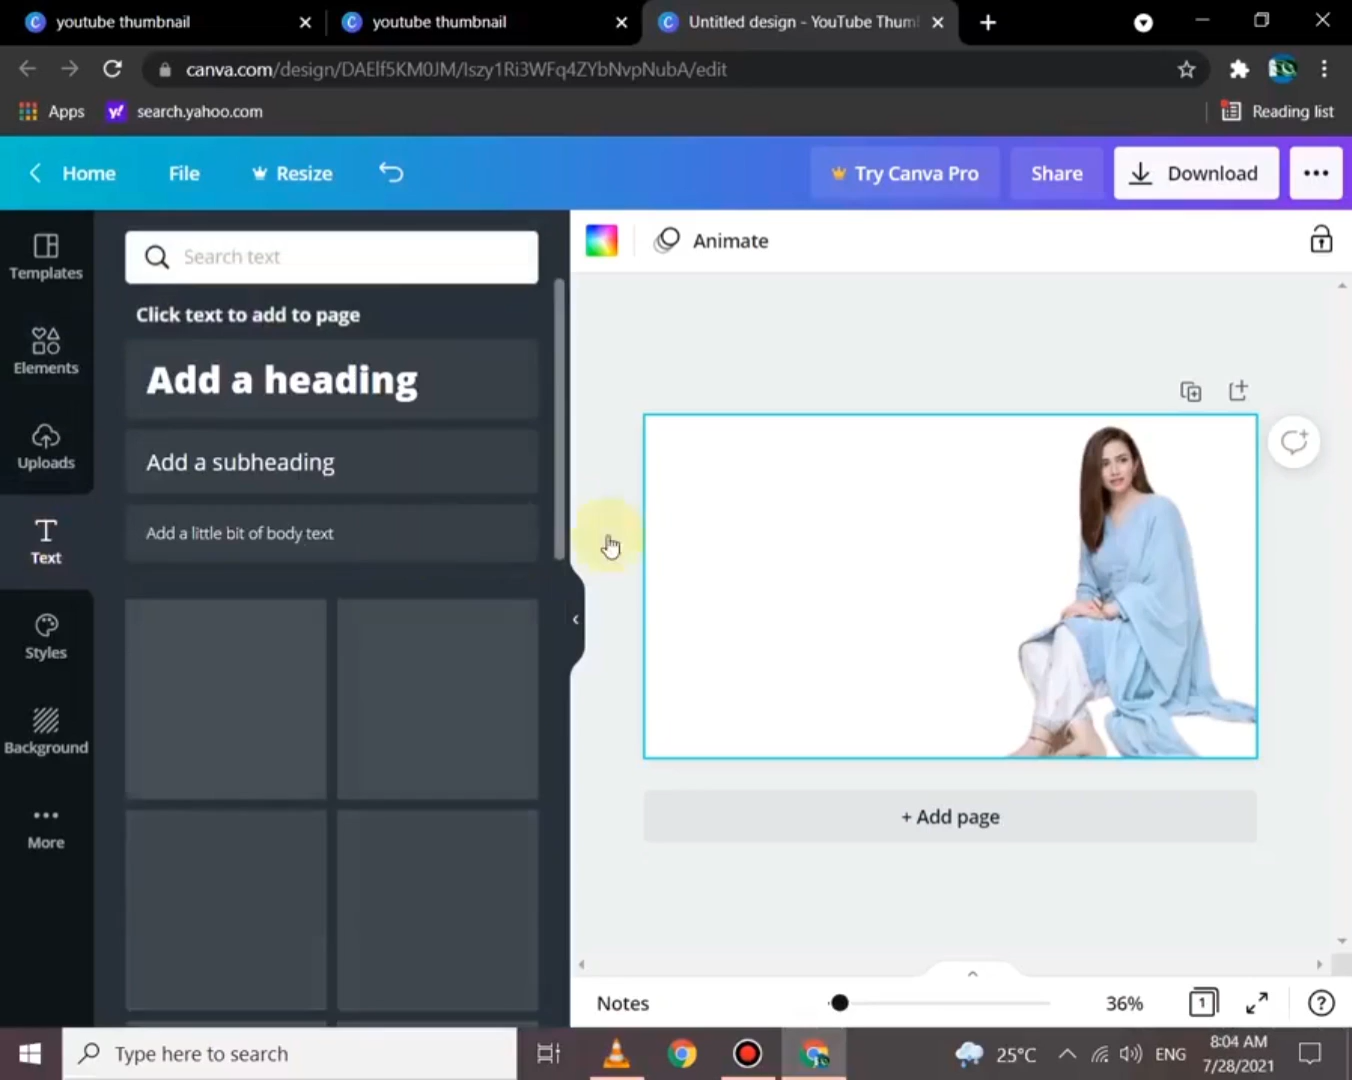 youtube thumbnail
youtube thumbnail
Untitled design - YouTube Thum
canva.com/design/DAElf5KM0JM/Iszy1Ri3WFq4ZYbNvpNubA/edit
Apps
search.yahoo.com
Reading list
Home
File
Resize
Try Canva Pro
Share
Download
Templates
Elements
Uploads
Text
Styles
Background
More
Search text
Click text to add to page
Add a heading
Add a subheading
Add a little bit of body text
Animate
+ Add page
Notes
36%
1
Type here to search
25°C
ENG
8:04 AM
7/28/2021